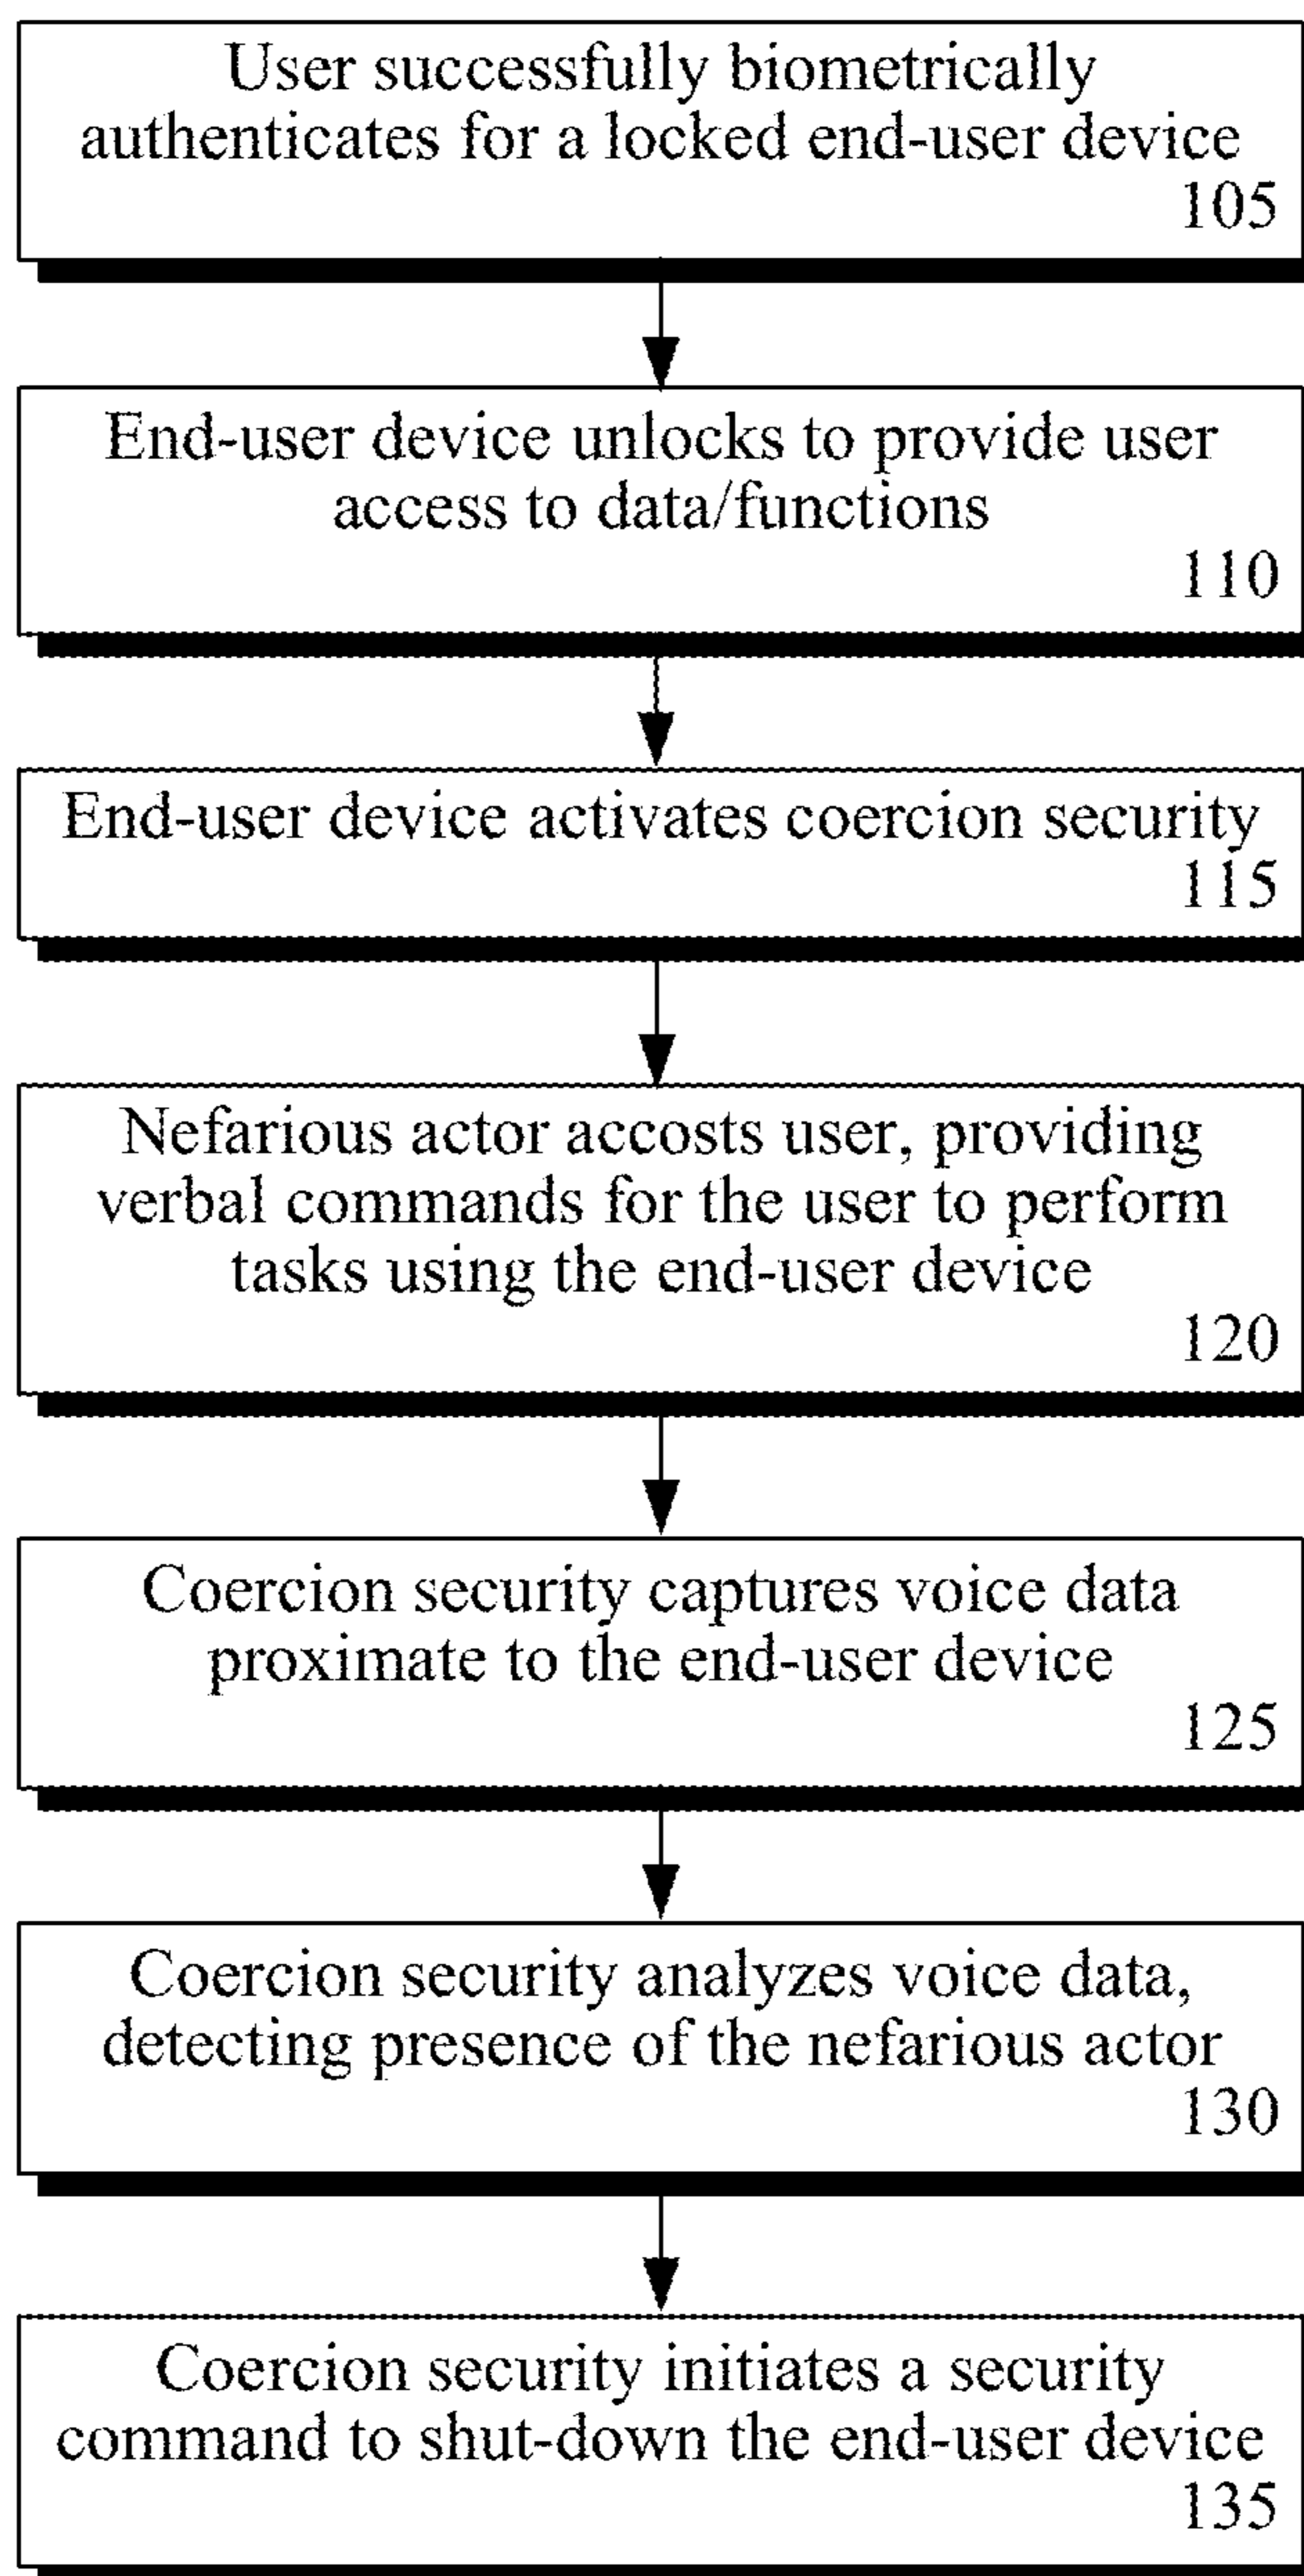 User successfully biometrically
authenticates for a locked end-user device
105
End-user device unlocks to provide user
access to data/functions
110
End-user device activates coercion security
115
Nefarious actor accosts user, providing
verbal commands for the user to perform
tasks using the end-user device
120
Coercion security captures voice data
proximate to the end-user device
125
Coercion security analyzes voice data,
detecting presence of the nefarious actor
130
Coercion security initiates a security
command to shut-down the end-user device
135